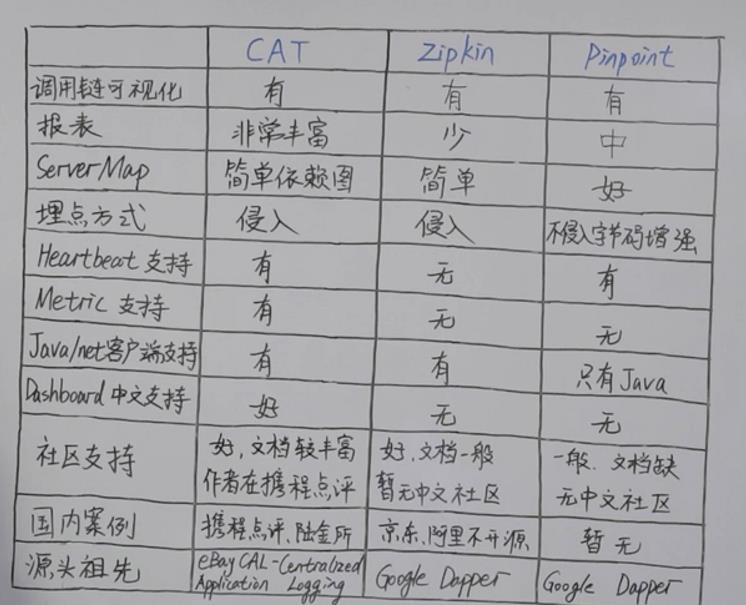 CAT Zipkin Pinpoint
调用链可视化 有 有 有
报表 非常丰富 少 中
ServerMap 简单依赖图 简单 好
埋点方式 侵入 侵入 不侵入字节码增强
Heartbeat 支持 有 无 有
Metric 支持 有 无 无
Java/net客户端支持 有 有 只有Java
Dashboard 中文支持 好 无 无
社区支持 好,文档较丰富 好,文档一般 一般、文档缺
作者在携程点评 暂无中文社区 无中文社区
国内案例 携程点评、陆金所 京东、阿里不开源 暂无
源头祖先 eBay CAL-Centralized Google Dapper Google Dapper
Application Logging